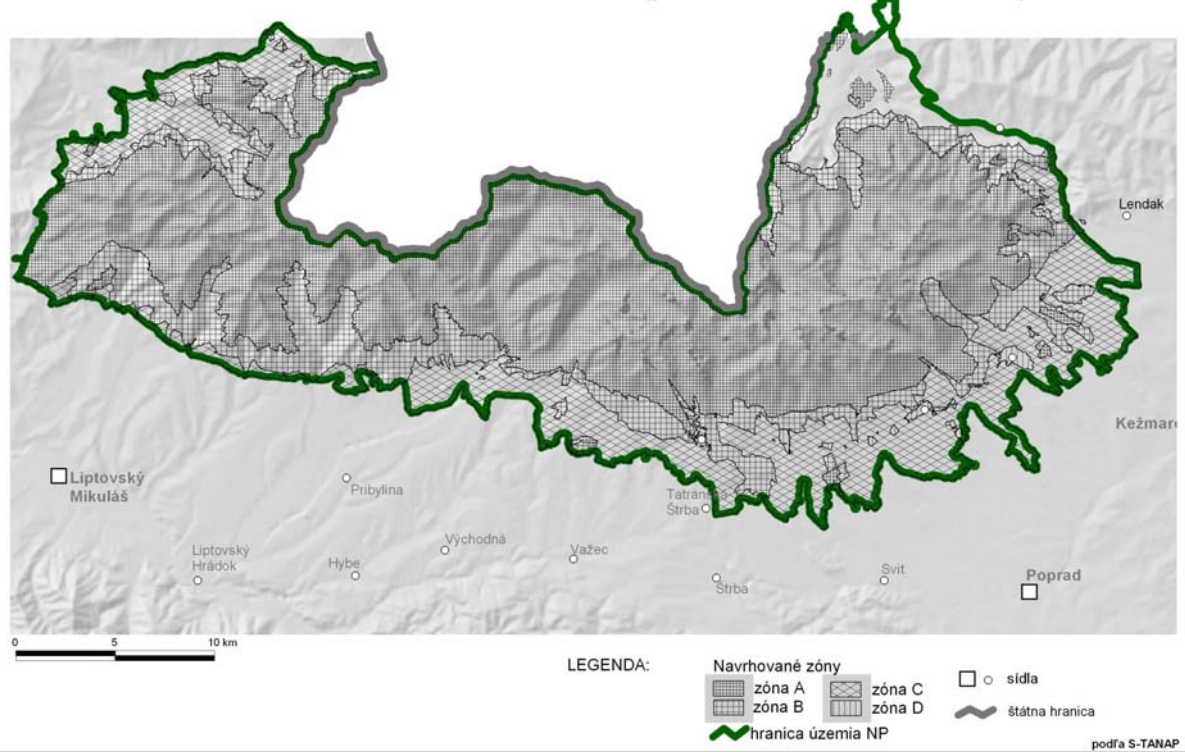 Lendak
Kežmarc
Liptovský
Mikuláš
Pribylina
Tatranská
Štrba
Východná
Važec
Liptovský
Hrádok
Hybe
Štrba
Svit
Poprad
0 5 10 km
LEGENDA:
Navrhované zóny
zóna A
zóna B
zóna C
zóna D
hranica územia NP
sídla
štátna hranica
podľa S-TANAP